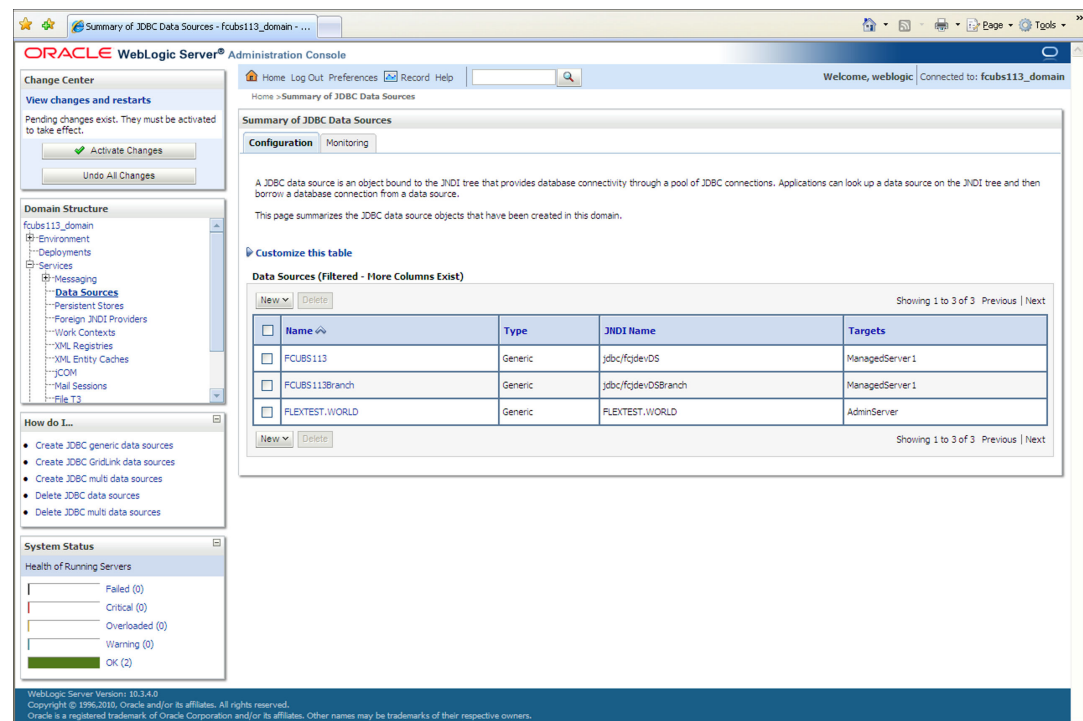 Summary of JDBC Data Sources - fcubs113_domain - ...
Page
Tools
»
ORACLE WebLogic Server® Administration Console
Change Center
View changes and restarts
Pending changes exist. They must be activated
to take effect.
Activate Changes
Undo All Changes
Domain Structure
fcubs113_domain
Environment
Deployments
Services
Messaging
Data Sources
Persistent Stores
Foreign JNDI Providers
Work Contexts
XML Registries
XML Entity Caches
jCOM
Mail Sessions
File T3
How do I...
Create JDBC generic data sources
Create JDBC GridLink data sources
Create JDBC multi data sources
Delete JDBC data sources
Delete JDBC multi data sources
System Status
Health of Running Servers
Failed (0)
Critical (0)
Overloaded (0)
Warning (0)
OK (2)
Home Log Out Preferences Record Help
Welcome, weblogic Connected to: fcubs113_domain
Home >Summary of JDBC Data Sources
Summary of JDBC Data Sources
Configuration Monitoring
A JDBC data source is an object bound to the JNDI tree that provides database connectivity through a pool of JDBC connections. Applications can look up a data source on the JNDI tree and then
borrow a database connection from a data source.
This page summarizes the JDBC data source objects that have been created in this domain.
Customize this table
Data Sources (Filtered - More Columns Exist)
New Delete Showing 1 to 3 of 3 Previous | Next
Name Type JNDI Name Targets
FCUBS113 Generic jdbc/fcjdevDS ManagedServer1
FCUBS113Branch Generic jdbc/fcjdevDSBranch ManagedServer1
FLEXTEST.WORLD Generic FLEXTEST.WORLD AdminServer
New Delete Showing 1 to 3 of 3 Previous | Next
WebLogic Server Version: 10.3.4.0
Copyright © 1996,2010, Oracle and/or its affiliates. All rights reserved.
Oracle is a registered trademark of Oracle Corporation and/or its affiliates. Other names may be trademarks of their respective owners.